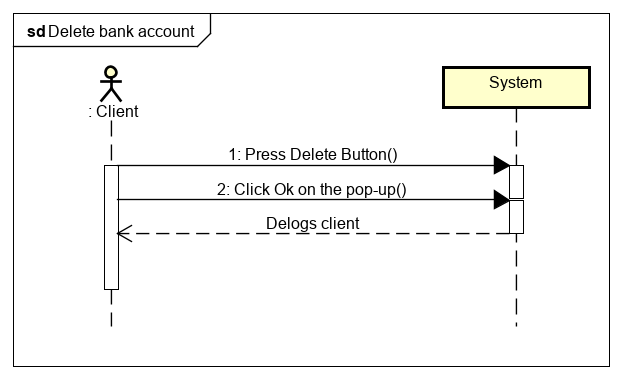 sd Delete bank account
: Client
System
1: Press Delete Button()
2: Click Ok on the pop-up()
Delogs client